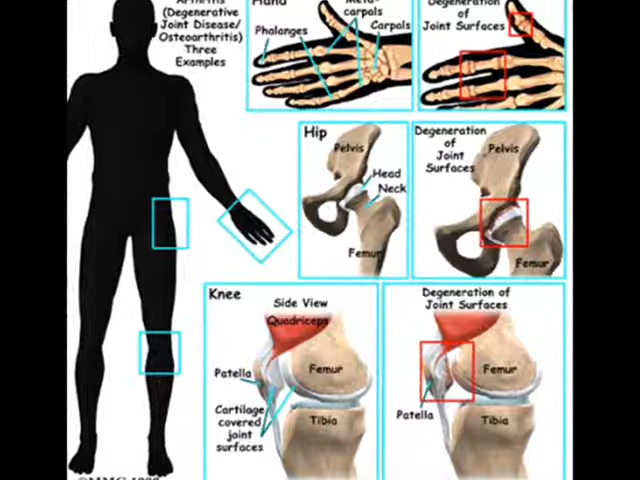 Arthritis
(Degenerative
Joint Disease/
Osteoarthritis)
Three
Examples
Hand
Meta-
carpals
Carpals
Phalanges
Degeneration
of
Joint Surfaces
Hip
Pelvis
Head
Neck
Femur
Degeneration
of
Joint
Surfaces
Pelvis
Femur
Knee
Side View
Quadriceps
Patella
Femur
Cartilage
covered
joint
surfaces
Tibia
Degeneration of
Joint Surfaces
Femur
Patella
Tibia